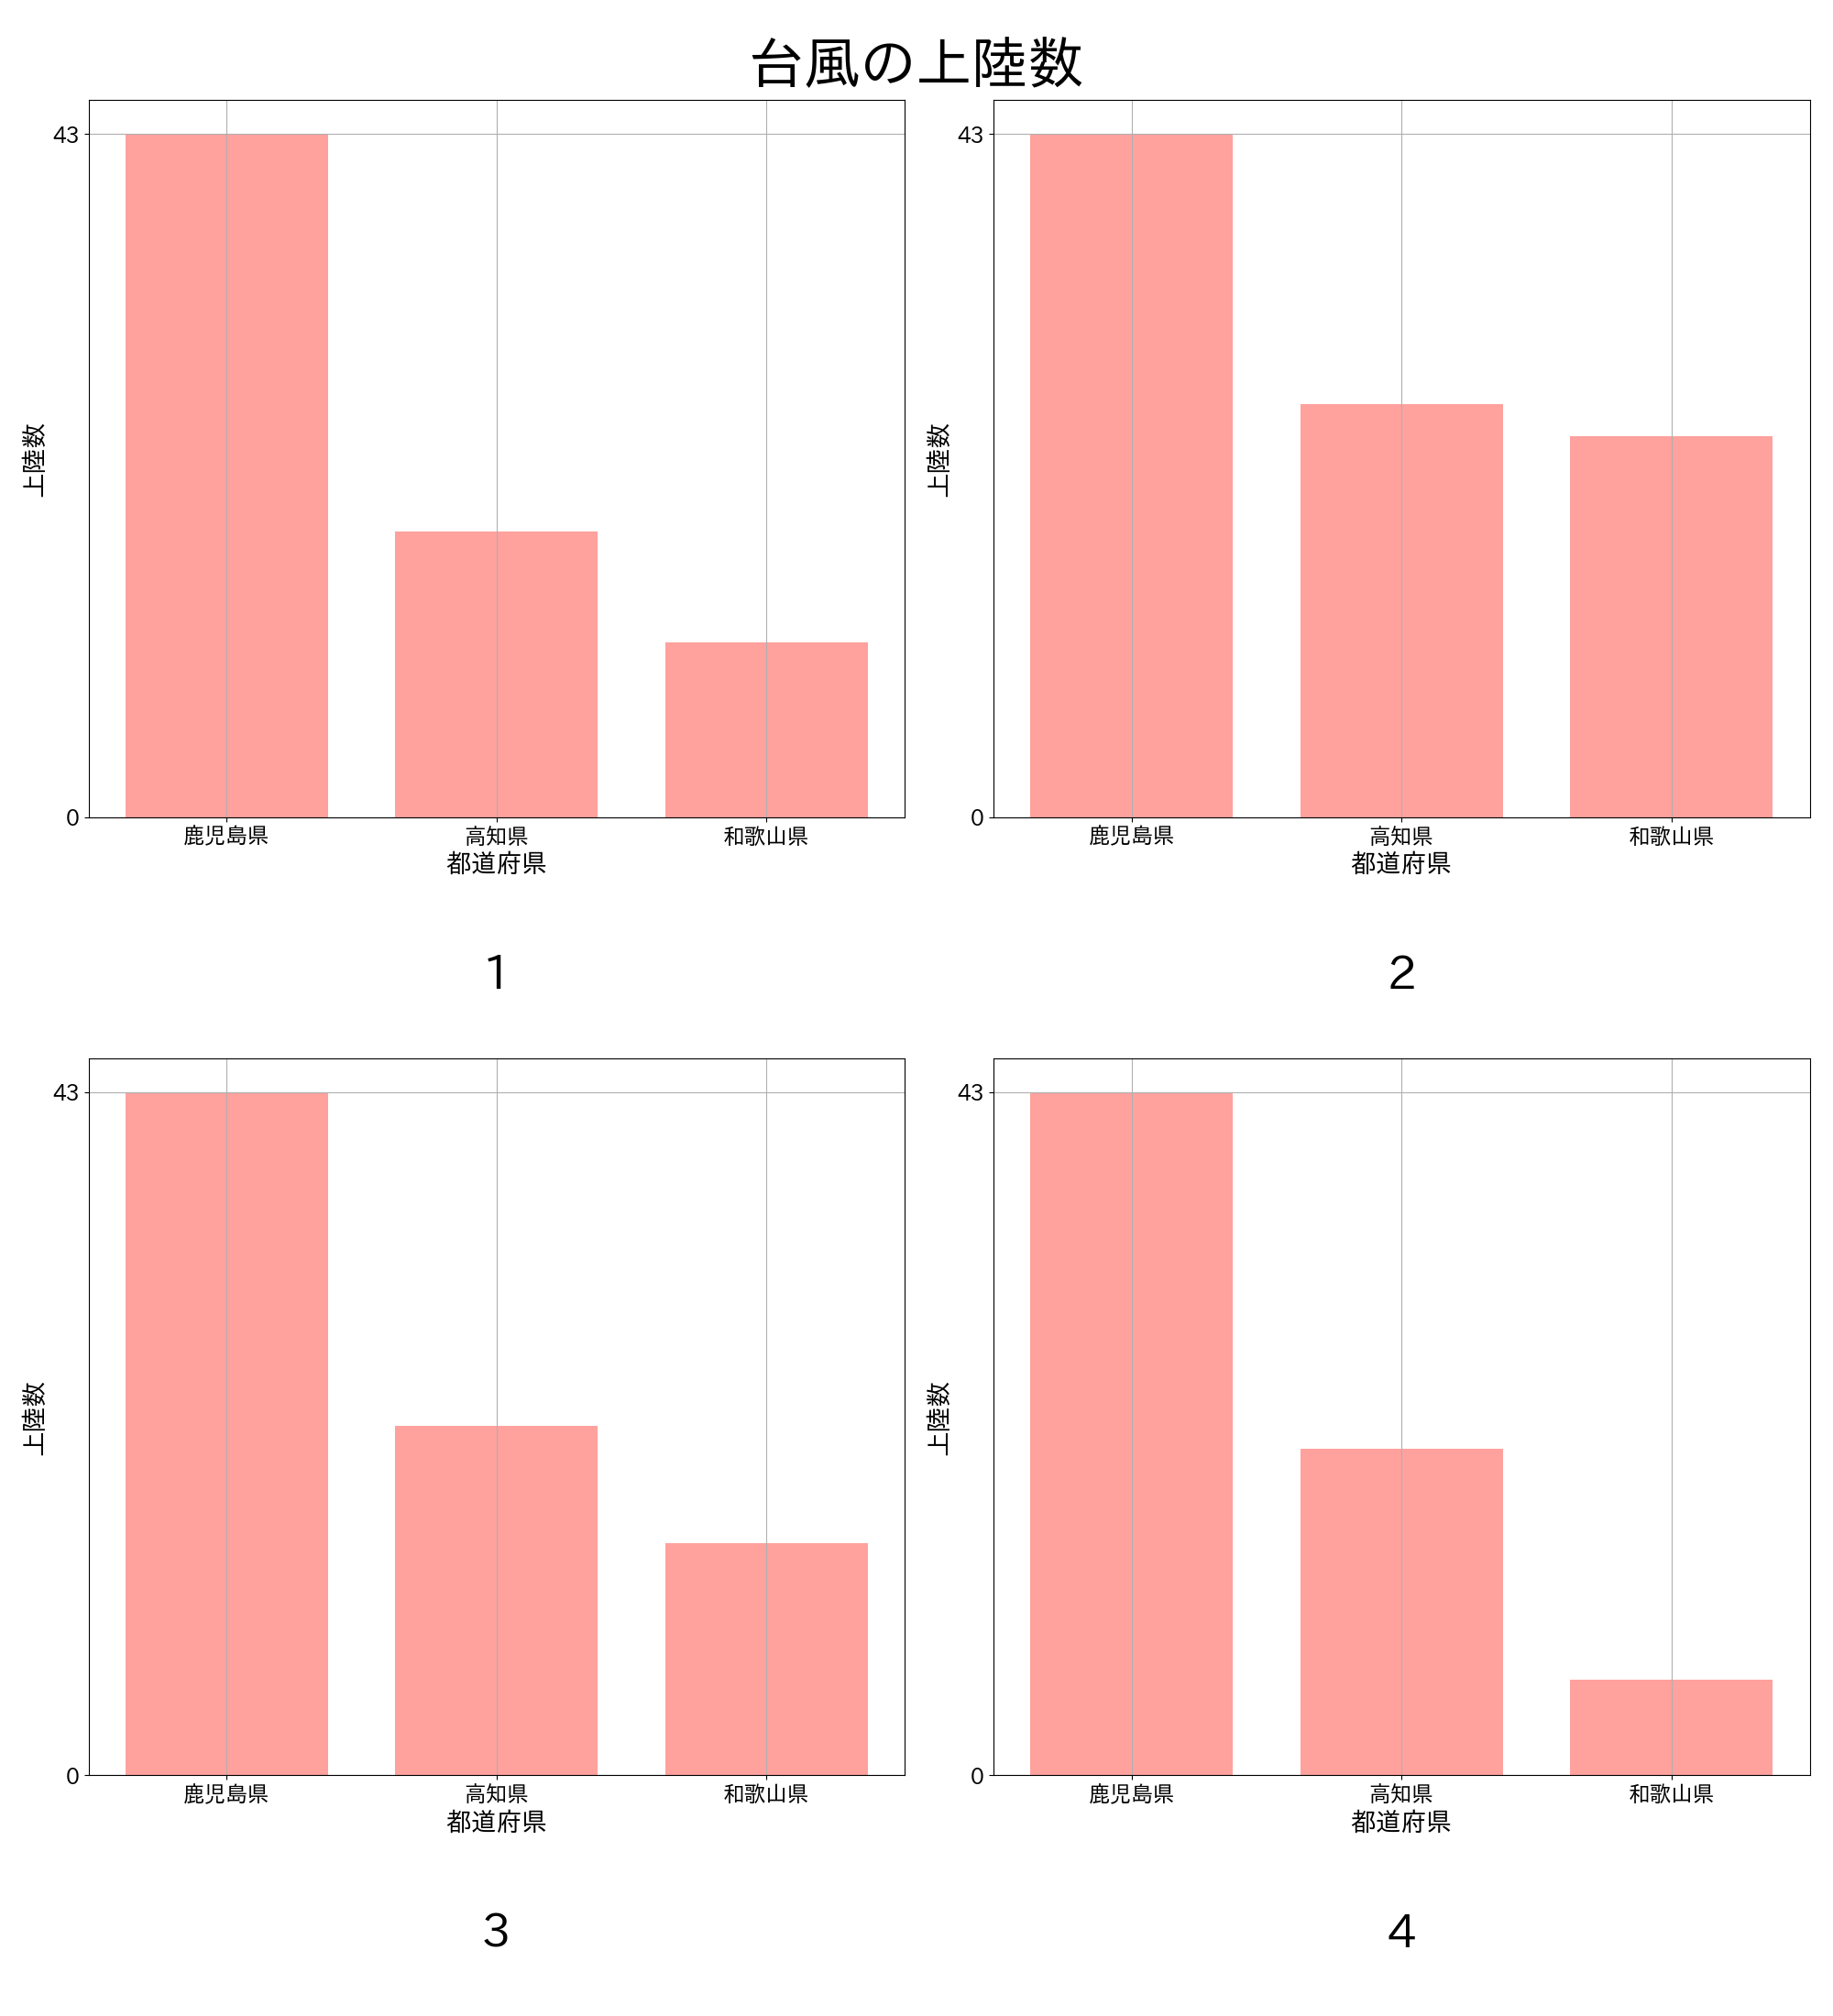 台風の上陸数
43
上陸数
0
鹿児島県 高知県 和歌山県
都道府県
1
43
上陸数
0
鹿児島県 高知県 和歌山県
都道府県
2
43
上陸数
0
鹿児島県 高知県 和歌山県
都道府県
3
43
上陸数
0
鹿児島県 高知県 和歌山県
都道府県
4